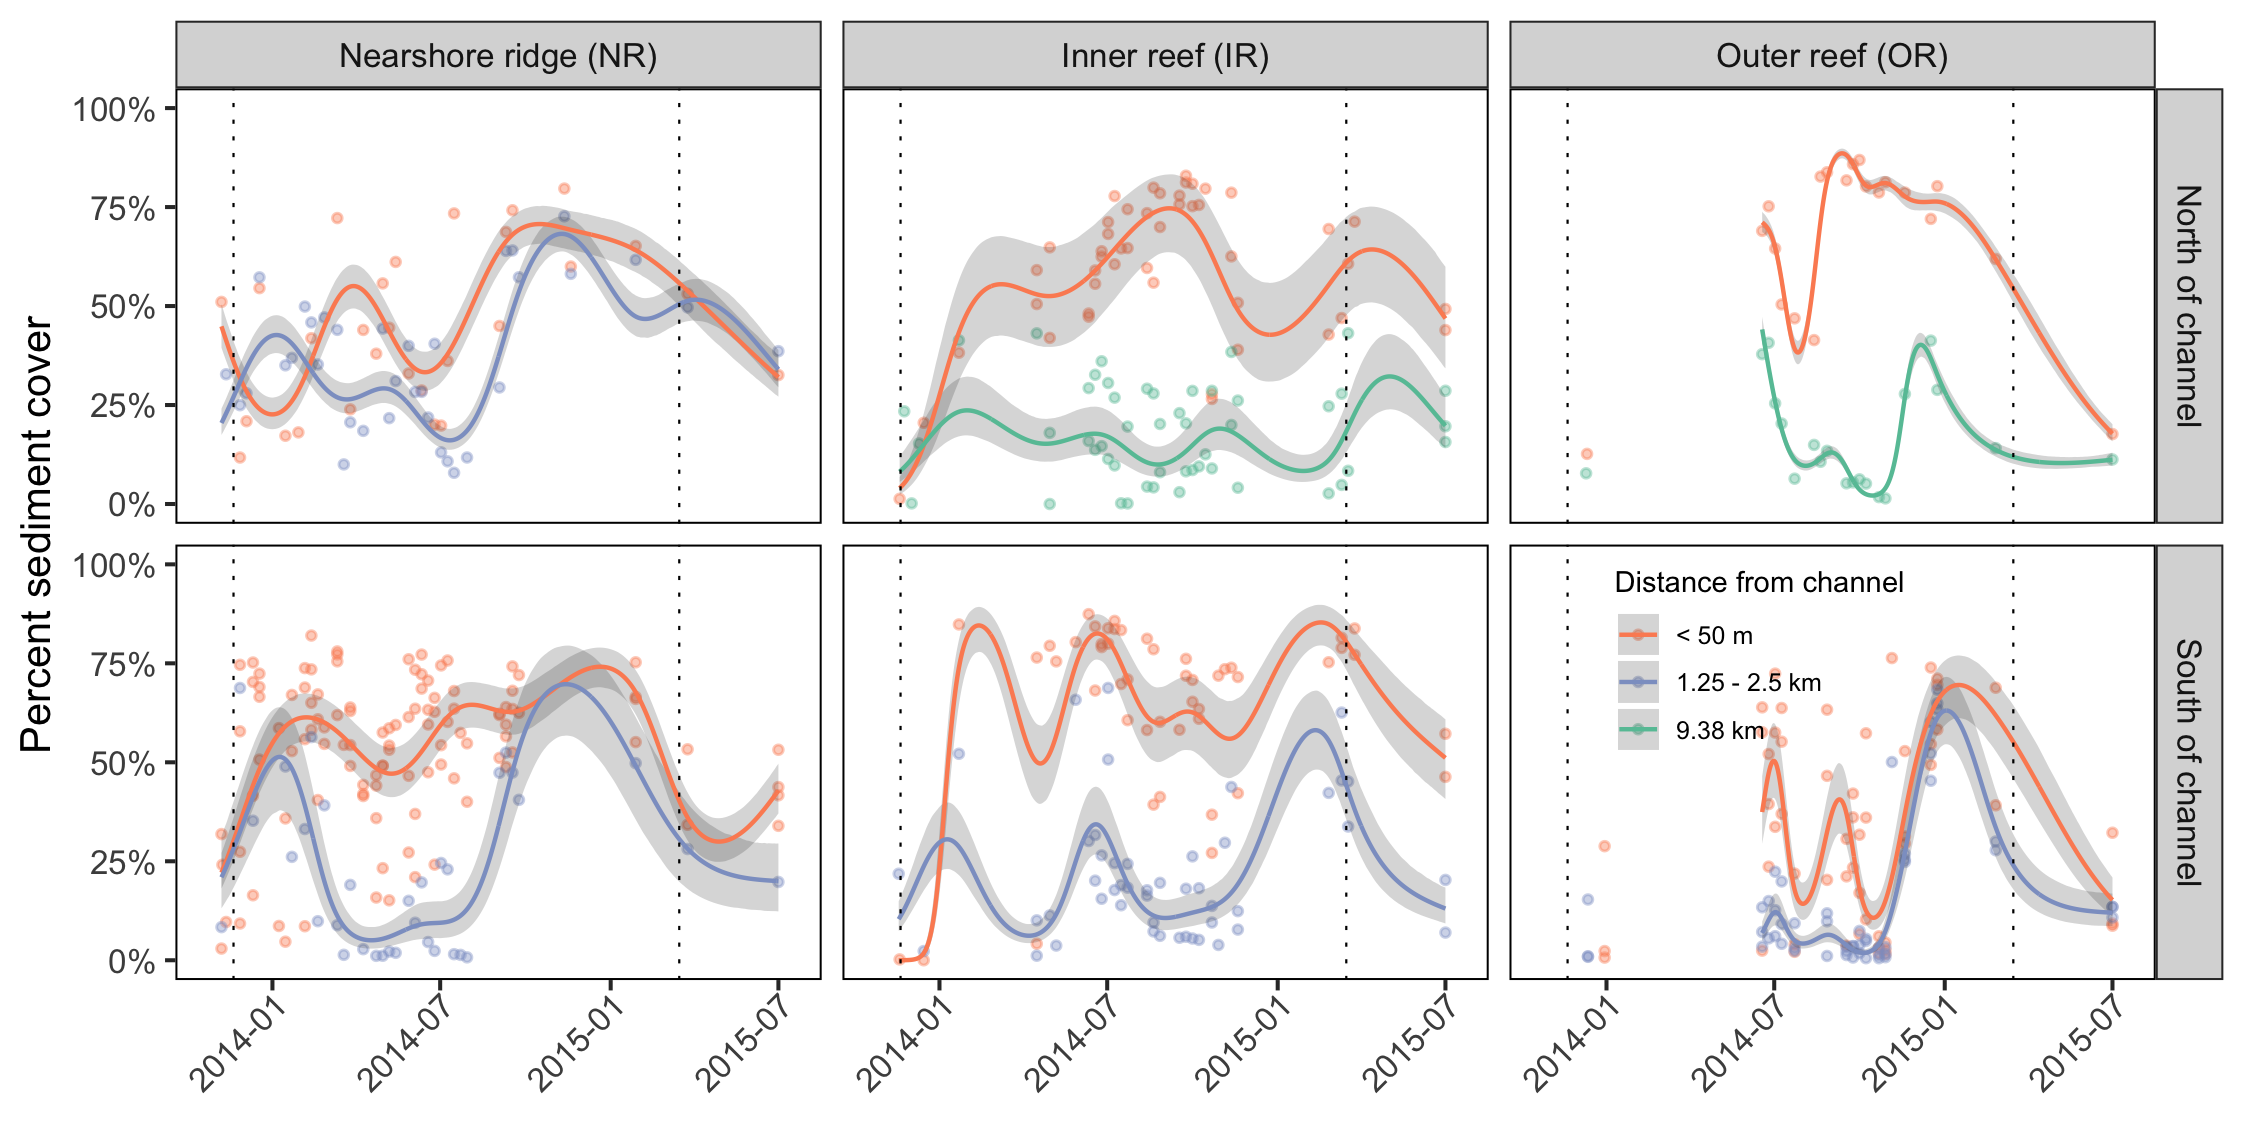 Nearshore ridge (NR)
Inner reef (IR)
Outer reef (OR)
Percent sediment cover
100%
75%
50%
25%
0%
North of channel
100%
75%
50%
25%
0%
Distance from channel
< 50 m
1.25 - 2.5 km
9.38 km
South of channel
2014-01
2014-07
2015-01
2015-07
2014-01
2014-07
2015-01
2015-07
2014-01
2014-07
2015-01
2015-07